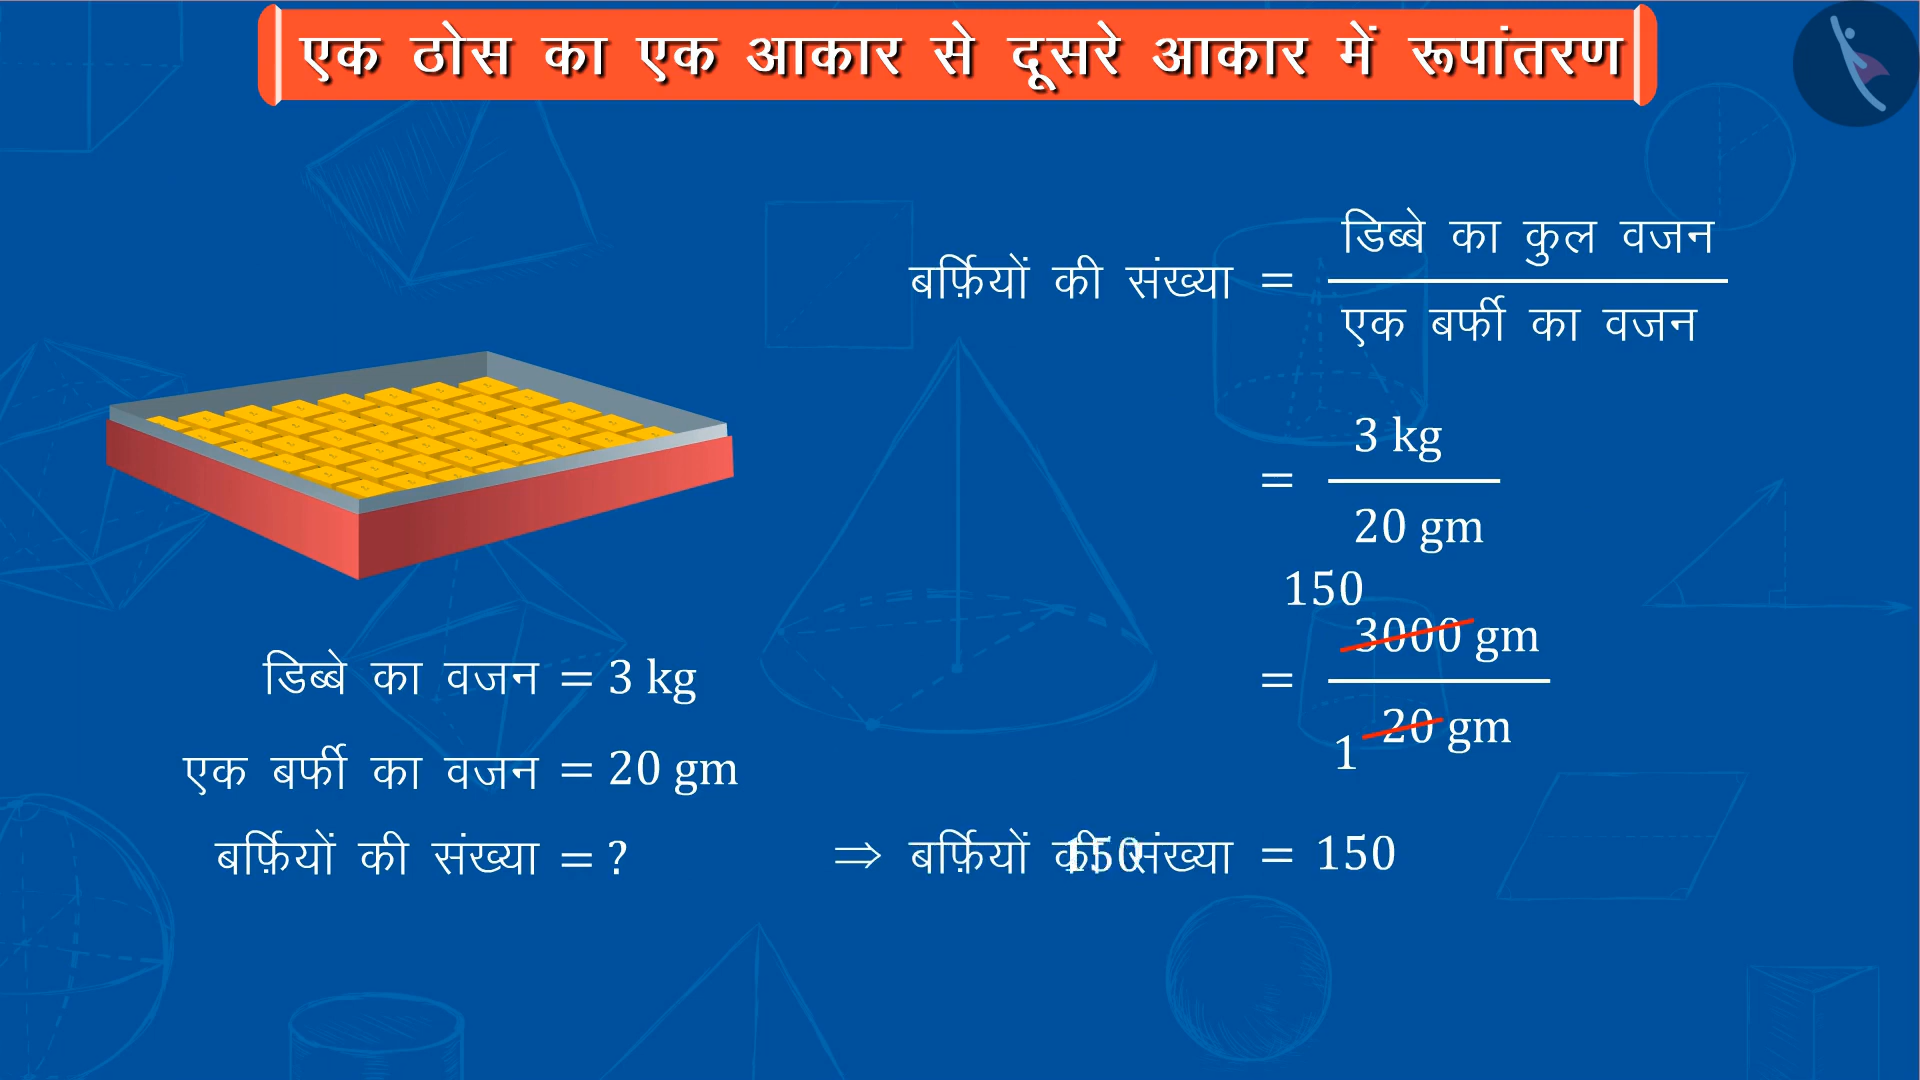 एक ठोस का एक आकार से दूसरे आकार में रूपांतरण
बर्फ़ियों की संख्या = डिब्बे का कुल वजन
एक बर्फी का वजन
= 3 kg
20 gm
150
= 3000 gm
20 gm
1
डिब्बे का वजन = 3 kg
एक बर्फी का वजन = 20 gm
बर्फ़ियों की संख्या = ?
⇒ बर्फ़ियों की संख्या = 150
150